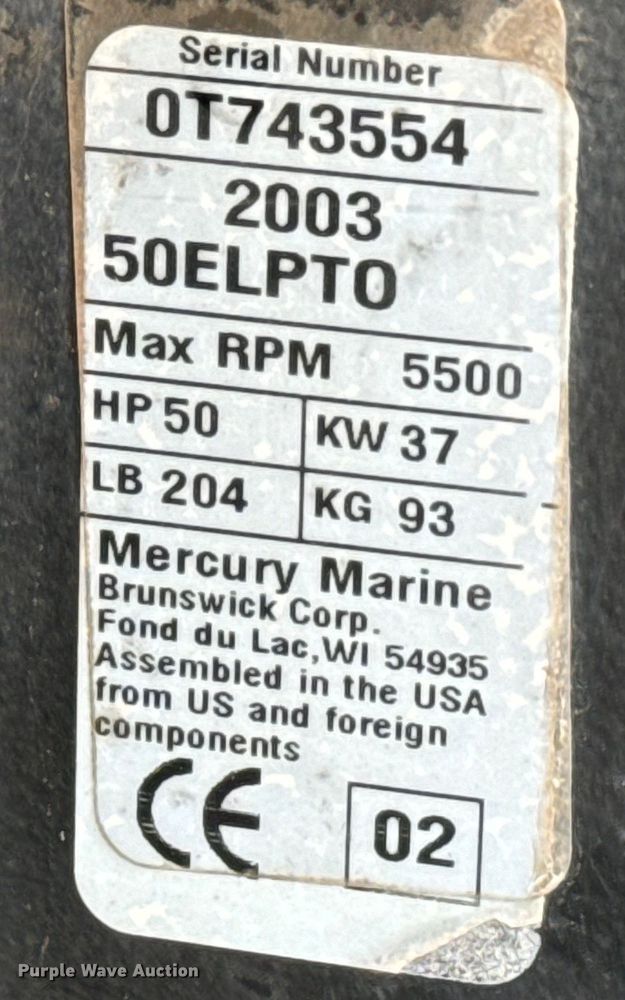 Serial Number
0T743554
2003
50ELPTO
Max RPM 5500
HP 50 KW 37
LB 204 KG 93
Mercury Marine
Brunswick Corp.
Fond du Lac,WI 54935
Assembled in the USA
from US and foreign
components
CE 02
Purple Wave Auction